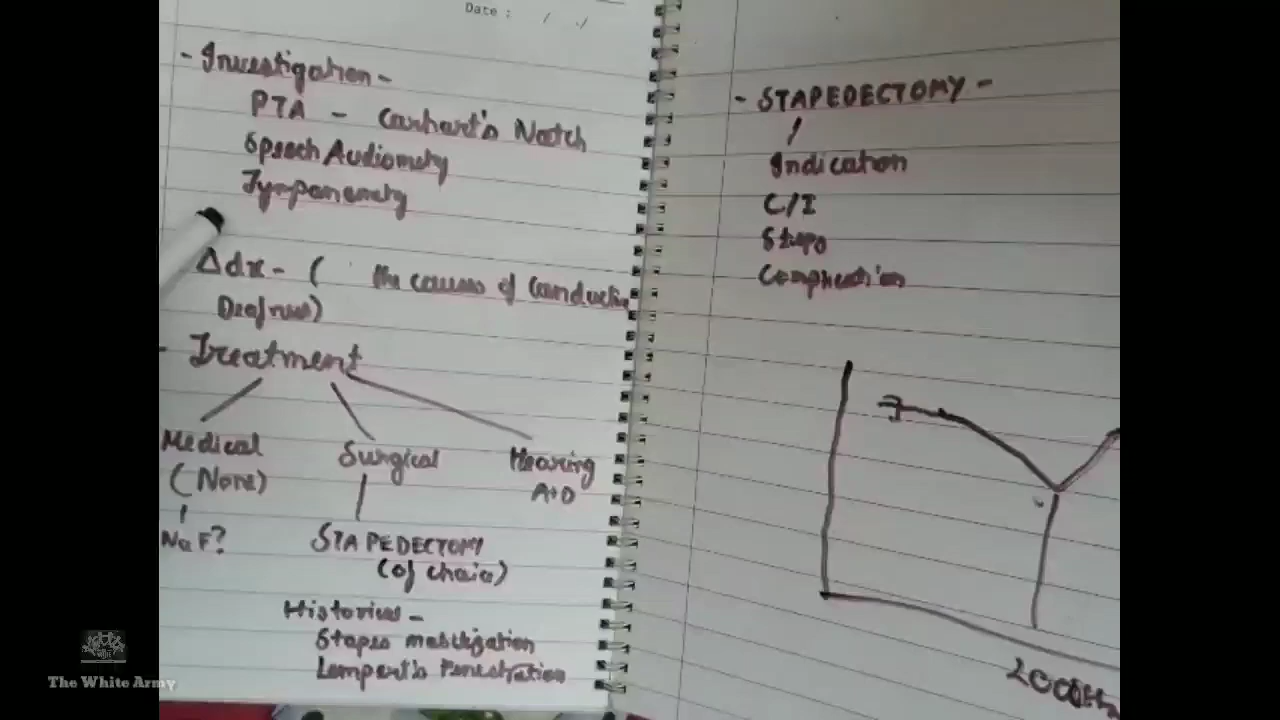 Date : / /
- Investigation -
PTA - Carhart's Notch
Speech Audiometry
Tympanometry
Δdx - ( the causes of Conductive
Deafness)
- Treatment
Medical
(None)
NaF?
Surgical
STAPEDECTOMY
(of choice)
Hearing
AID
Historical -
Stapes mobilization
Lempert's Fenestration
- STAPEDECTOMY -
Indication
C/I
Steps
Complication
2000Hz
The White Army